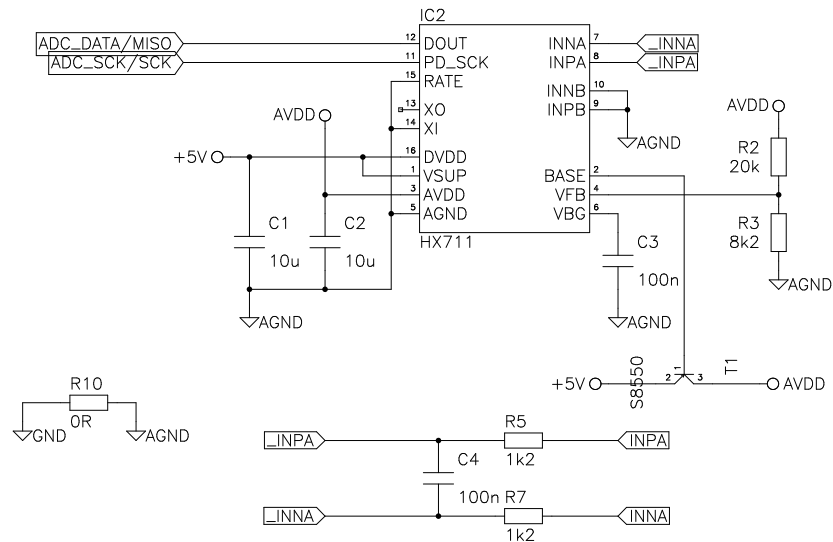 IC2
ADC_DATA/MISO 12 DOUT INNA 7 _INNA
ADC_SCK/SCK 11 PD_SCK INPA 8 _INPA
15 RATE INNB 10
13 XO INPB 9
14 XI
AVDD
AGND
AVDD
R2
20k
+5V 16 DVDD
1 VSUP BASE 2
3 AVDD VFB 4
5 AGND VBG 6
HX711
C1
10u
C2
10u
C3
100n
R3
8k2
AGND
AGND
AGND
+5V 2 1 3 AVDD
S8550
T1
R10
0R
GND AGND
_INPA R5 INPA
1k2
C4
100n
_INNA R7 INNA
1k2